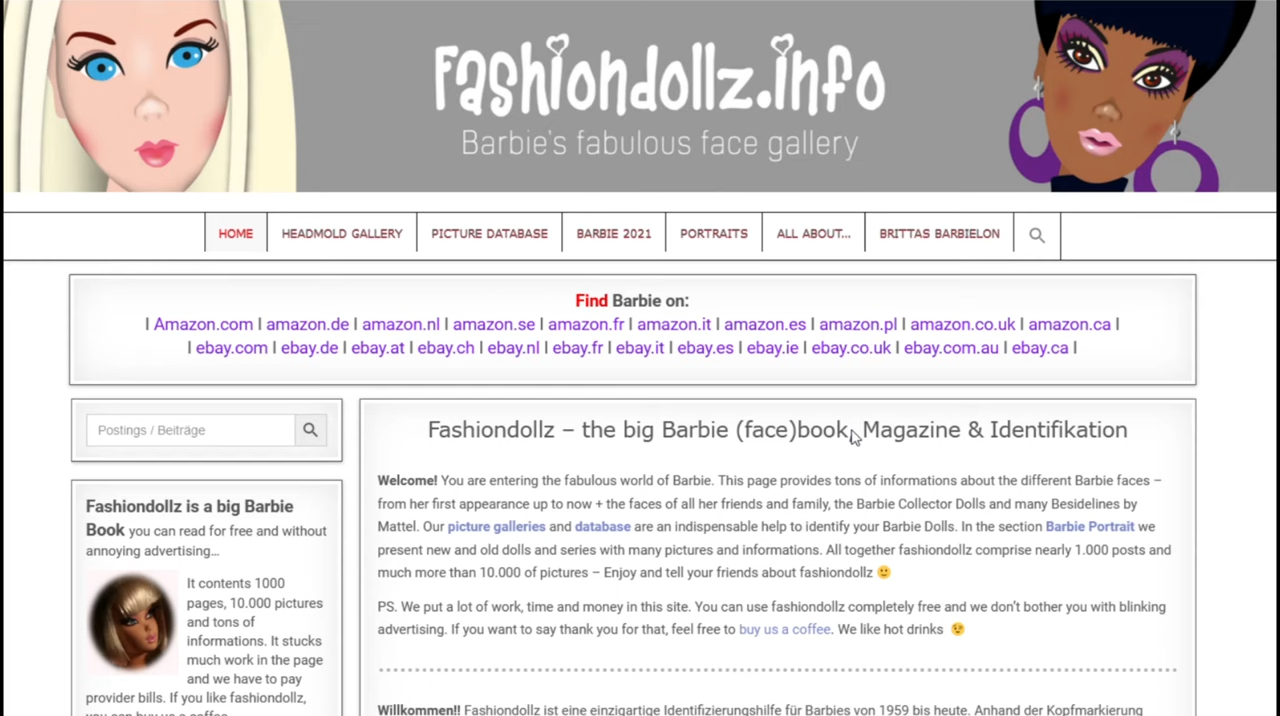 Fashiondollz.info
Barbie's fabulous face gallery
HOME
HEADMOLD GALLERY
PICTURE DATABASE
BARBIE 2021
PORTRAITS
ALL ABOUT...
BRITTAS BARBIELON
Find Barbie on:
| Amazon.com | amazon.de | amazon.nl | amazon.se | amazon.fr | amazon.it | amazon.es | amazon.pl | amazon.co.uk | amazon.ca |
| ebay.com | ebay.de | ebay.at | ebay.ch | ebay.nl | ebay.fr | ebay.it | ebay.es | ebay.ie | ebay.co.uk | ebay.com.au | ebay.ca |
Postings / Beiträge
Fashiondollz is a big Barbie
Book you can read for free and without
annoying advertising...
It contents 1000
pages, 10.000 pictures
and tons of
informations. It stucks
much work in the page
and we have to pay
provider bills. If you like fashiondollz,
you can buy us a coffee
Fashiondollz – the big Barbie (face)book, Magazine & Identifikation
Welcome! You are entering the fabulous world of Barbie. This page provides tons of informations about the different Barbie faces –
from her first appearance up to now + the faces of all her friends and family, the Barbie Collector Dolls and many Besidelines by
Mattel. Our picture galleries and database are an indispensable help to identify your Barbie Dolls. In the section Barbie Portrait we
present new and old dolls and series with many pictures and informations. All together fashiondollz comprise nearly 1.000 posts and
much more than 10.000 of pictures – Enjoy and tell your friends about fashiondollz 🙂
PS. We put a lot of work, time and money in this site. You can use fashiondollz completely free and we don't bother you with blinking
advertising. If you want to say thank you for that, feel free to buy us a coffee. We like hot drinks 😉
Willkommen!! Fashiondollz ist eine einzigartige Identifizierungshilfe für Barbies von 1959 bis heute. Anhand der Kopfmarkierung